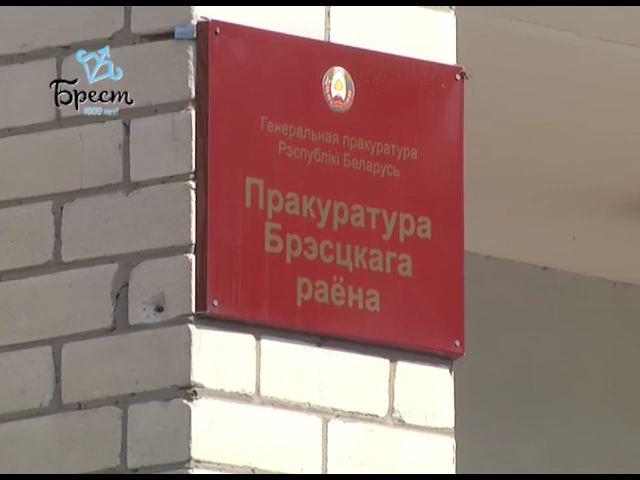 Брест
1000 лет!
Генеральная пракуратура
Рэспублікі Беларусь
Пракуратура
Брэсцкага
раёна